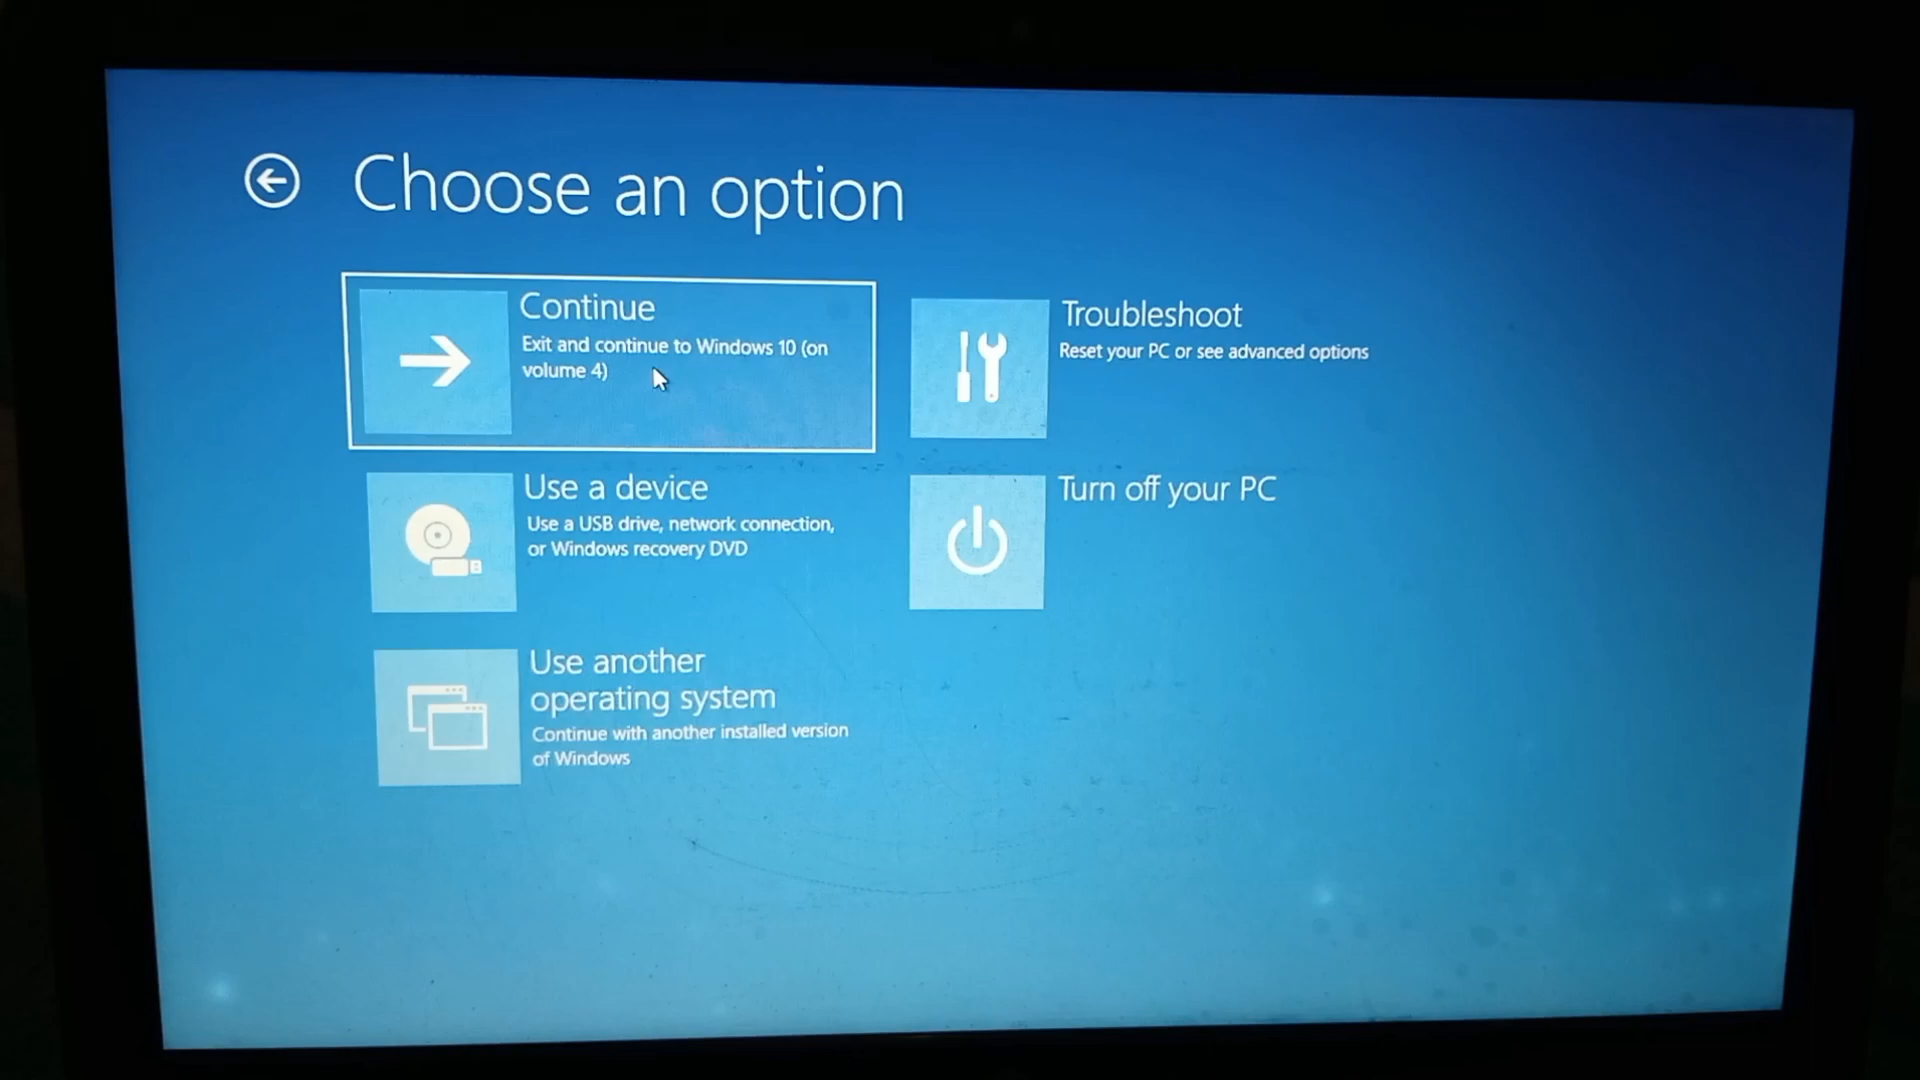 Choose an option
Continue
Exit and continue to Windows 10 (on
volume 4)
Troubleshoot
Reset your PC or see advanced options
Use a device
Use a USB drive, network connection,
or Windows recovery DVD
Turn off your PC
Use another
operating system
Continue with another installed version
of Windows